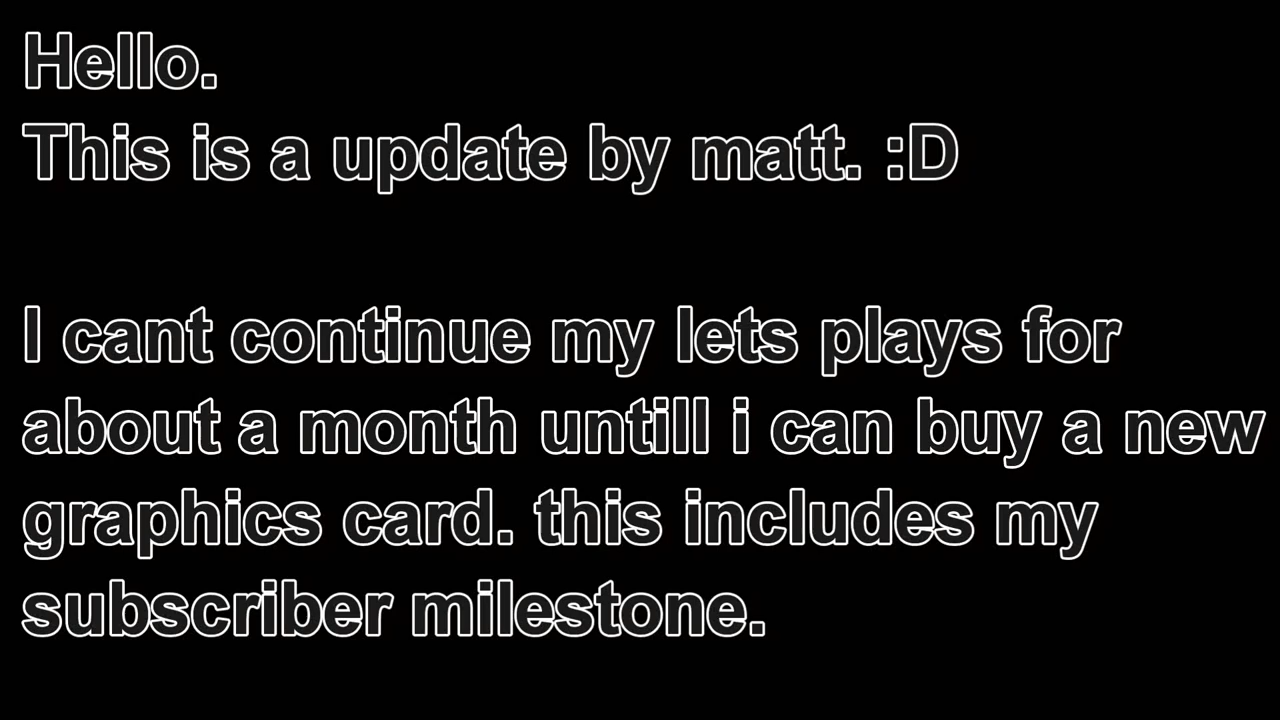 Hello.
This is a update by matt. :D
I cant continue my lets plays for
about a month untill i can buy a new
graphics card. this includes my
subscriber milestone.